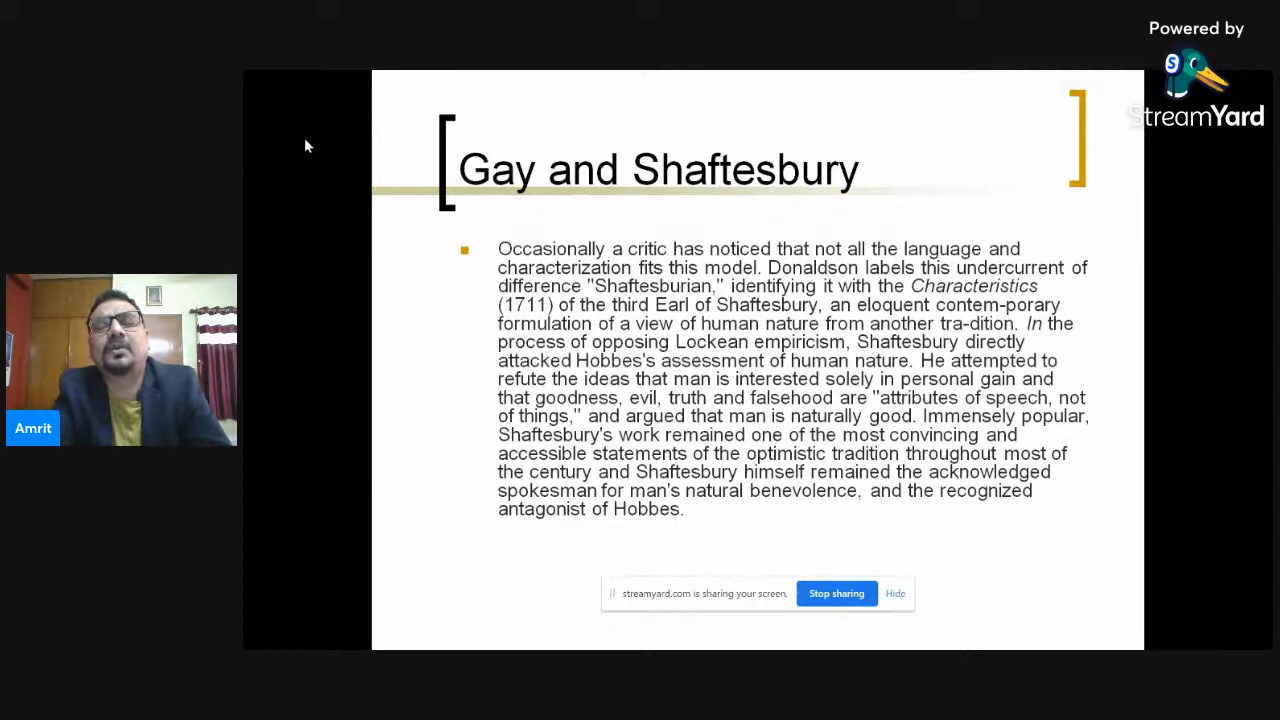 Powered by
StreamYard
Gay and Shaftesbury
Occasionally a critic has noticed that not all the language and
characterization fits this model. Donaldson labels this undercurrent of
difference "Shaftesburian," identifying it with the Characteristics
(1711) of the third Earl of Shaftesbury, an eloquent contem-porary
formulation of a view of human nature from another tra-dition. In the
process of opposing Lockean empiricism, Shaftesbury directly
attacked Hobbes's assessment of human nature. He attempted to
refute the ideas that man is interested solely in personal gain and
that goodness, evil, truth and falsehood are "attributes of speech, not
of things," and argued that man is naturally good. Immensely popular,
Shaftesbury's work remained one of the most convincing and
accessible statements of the optimistic tradition throughout most of
the century and Shaftesbury himself remained the acknowledged
spokesman for man's natural benevolence, and the recognized
antagonist of Hobbes.
Amrit
streamyard.com is sharing your screen.
Stop sharing
Hide